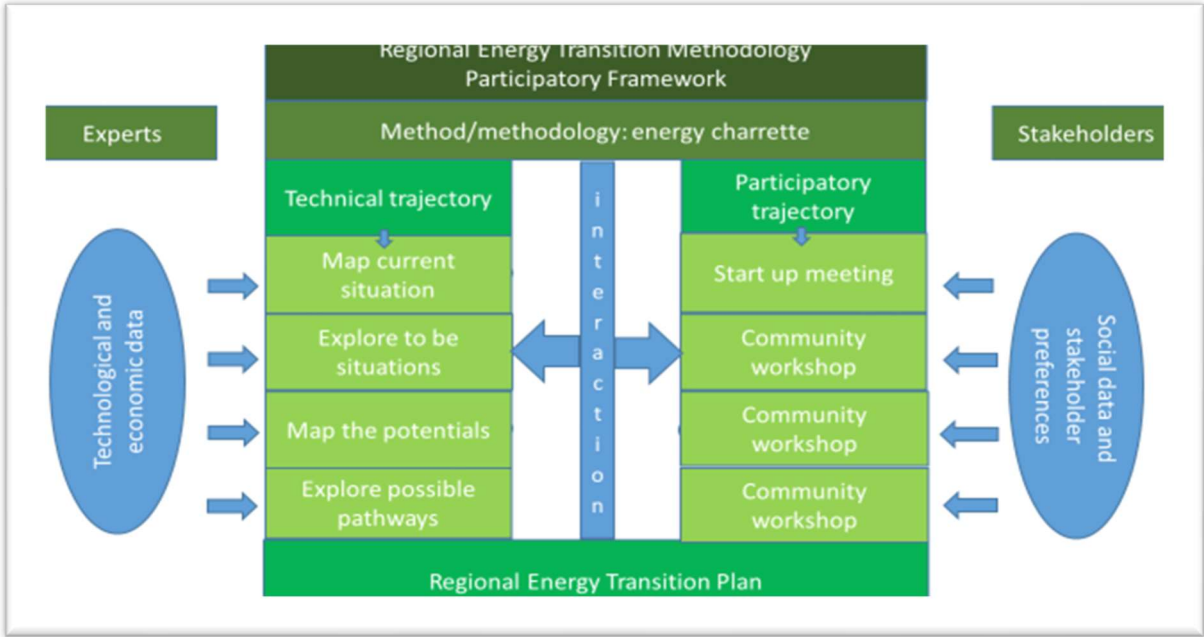 Regional Energy Transition Methodology
Participatory Framework
Experts
Method/methodology: energy charrette
Stakeholders
Technical trajectory
interaction
Participatory
trajectory
Technological and
economic data
Map current
situation
Start up meeting
Social data and
stakeholder
preferences
Explore to be
situations
Community
workshop
Map the potentials
Community
workshop
Explore possible
pathways
Community
workshop
Regional Energy Transition Plan